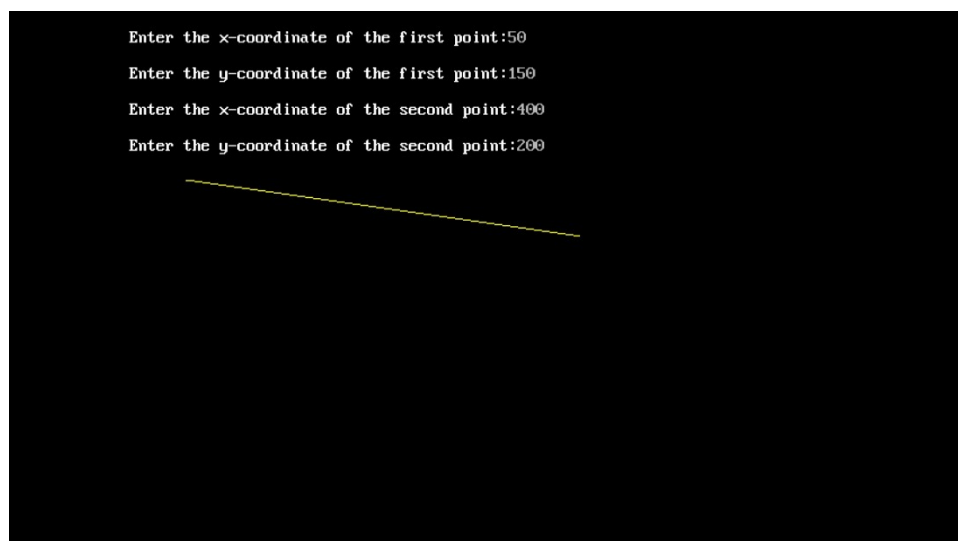 Enter the x-coordinate of the first point:50
Enter the y-coordinate of the first point:150
Enter the x-coordinate of the second point:400
Enter the y-coordinate of the second point:200